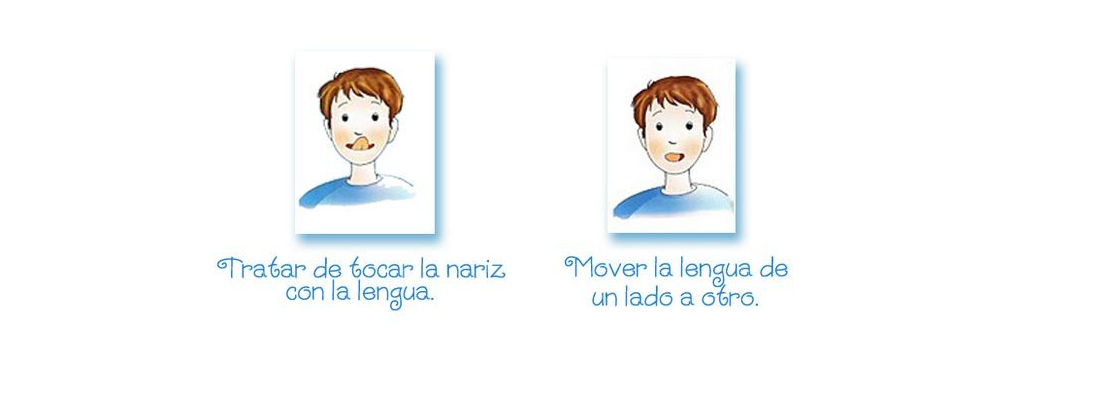 Tratar de tocar la nariz
con la lengua.
Mover la lengua de
un lado a otro.